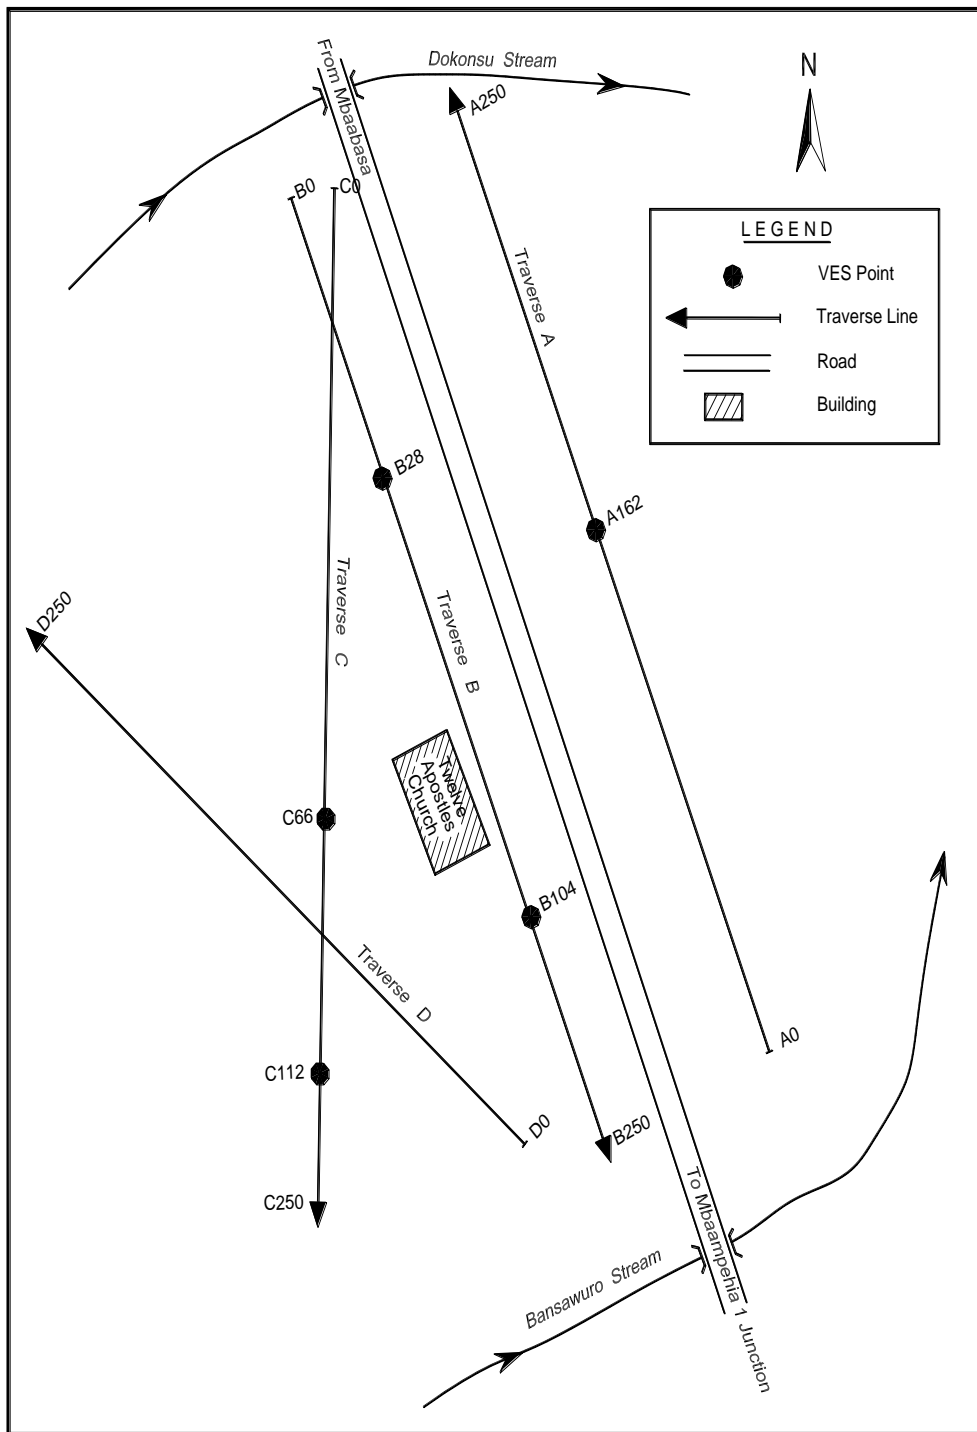 Dokonsu Stream
N
From Mbaabasa
A250
B0
C0
LEGEND
VES Point
Traverse Line
Road
Building
Traverse A
B28
A162
Traverse C
D250
Traverse B
Twelve
Apostles
Church
C66
B104
Traverse D
A0
C112
D0
B250
C250
To Mbaampehia 1 Junction
Bansawuro Stream